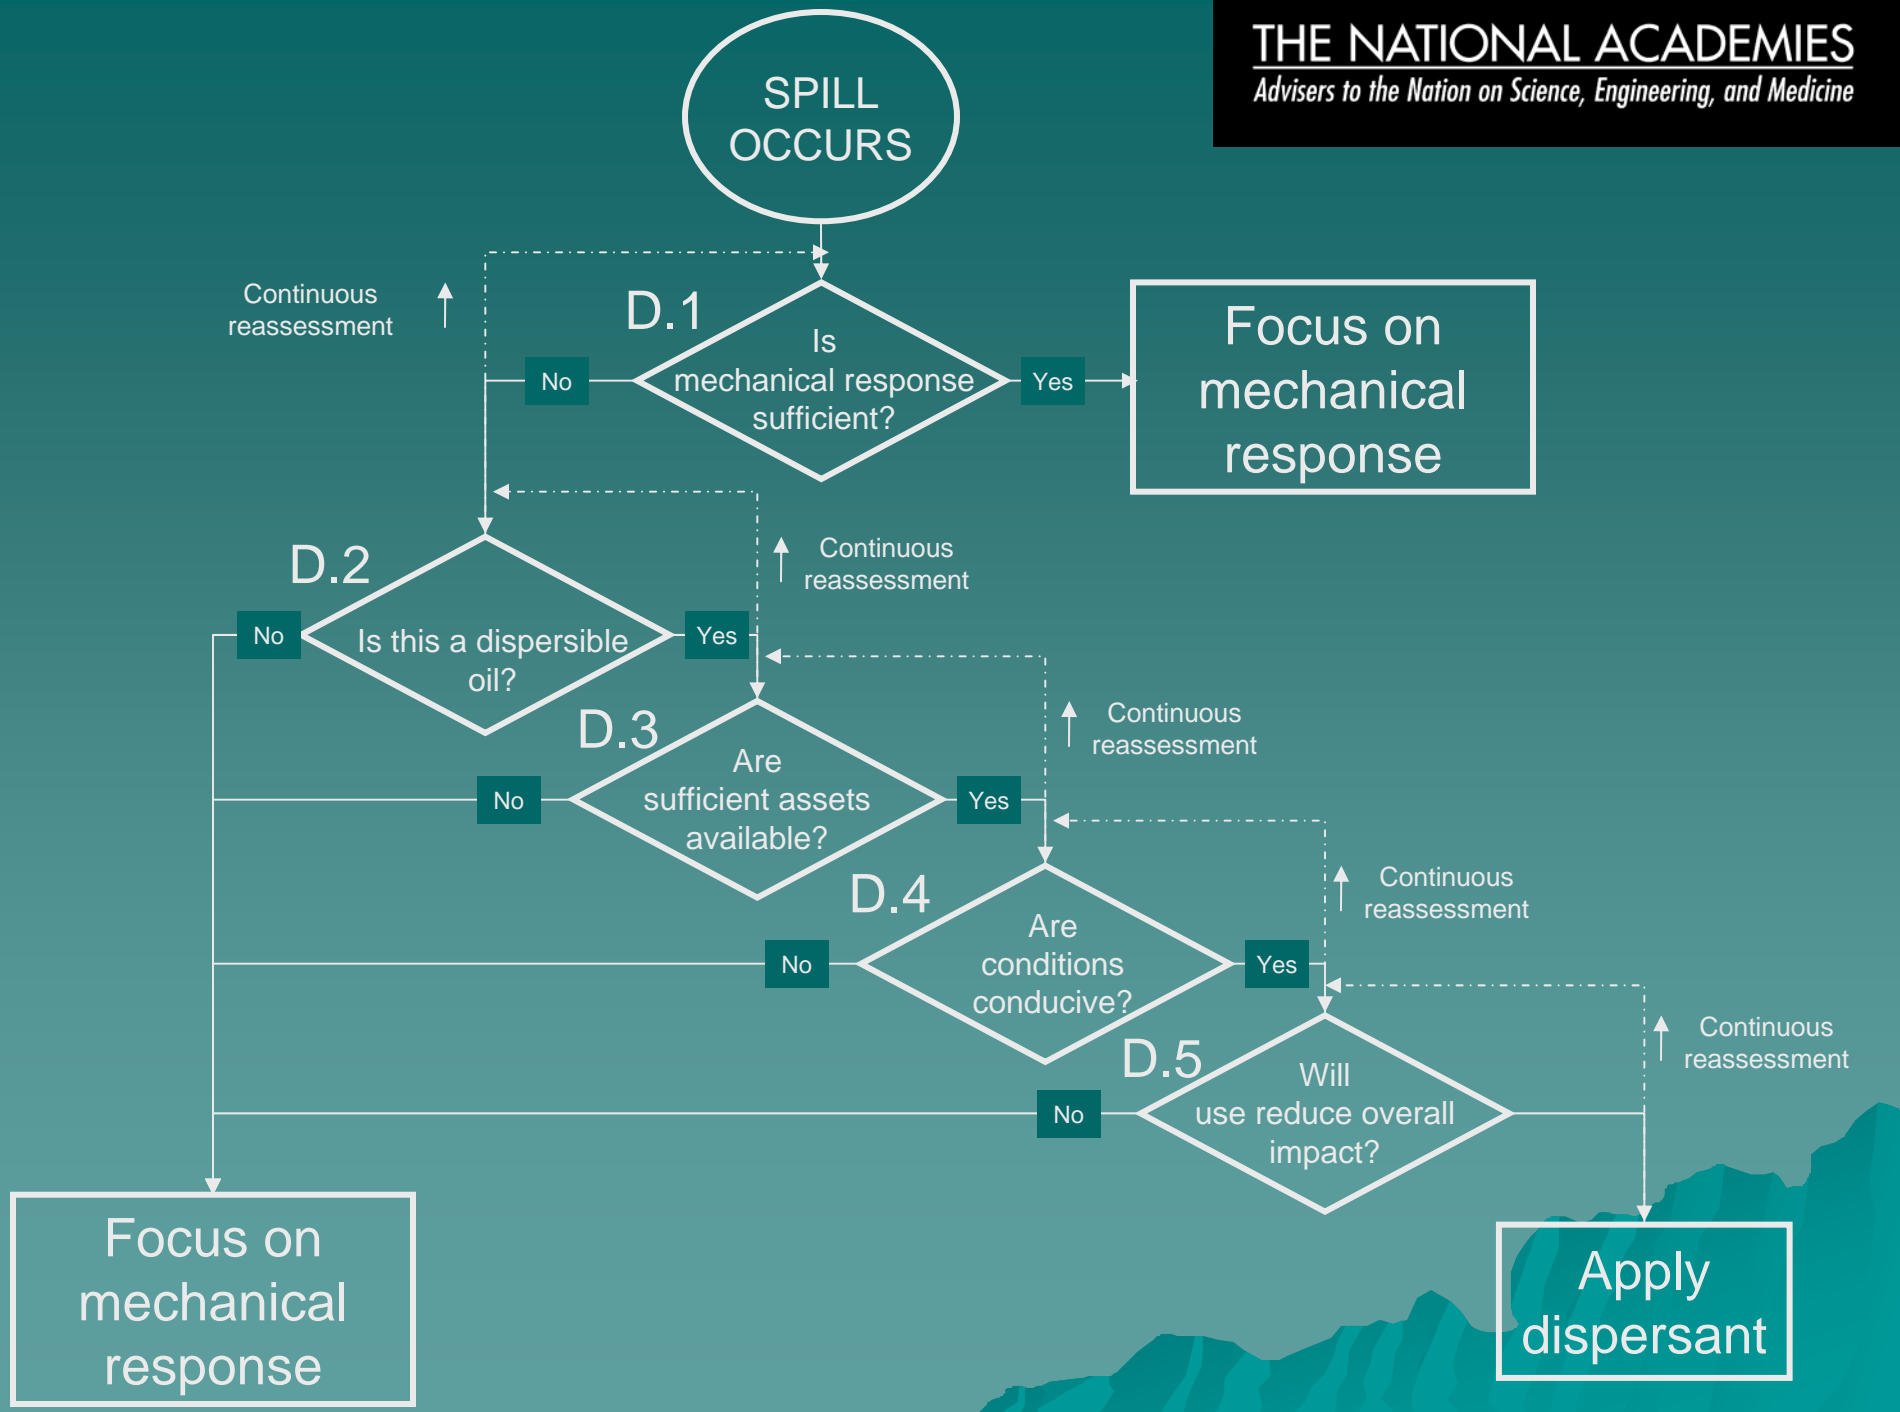 THE NATIONAL ACADEMIES
Advisers to the Nation on Science, Engineering, and Medicine
SPILL
OCCURS
Continuous
reassessment
D.1
Is
mechanical response
sufficient?
No
Yes
Focus on
mechanical
response
Continuous
reassessment
D.2
Is this a dispersible
oil?
No
Yes
Continuous
reassessment
D.3
Are
sufficient assets
available?
No
Yes
Continuous
reassessment
D.4
Are
conditions
conducive?
No
Yes
Continuous
reassessment
D.5
Will
use reduce overall
impact?
No
Focus on
mechanical
response
Apply
dispersant